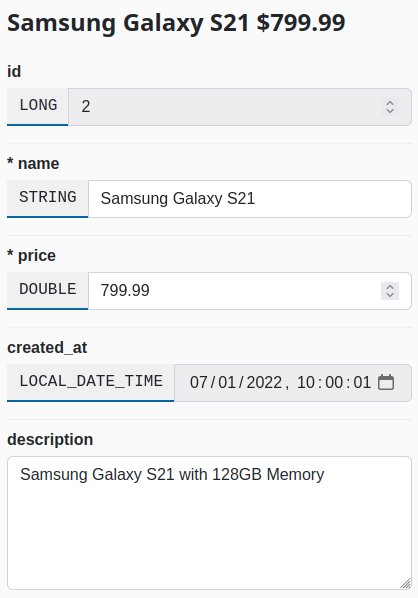 Samsung Galaxy S21 $799.99
id
LONG 2
* name
STRING Samsung Galaxy S21
* price
DOUBLE 799.99
created_at
LOCAL_DATE_TIME 07/01/2022, 10:00:01
description
Samsung Galaxy S21 with 128GB Memory